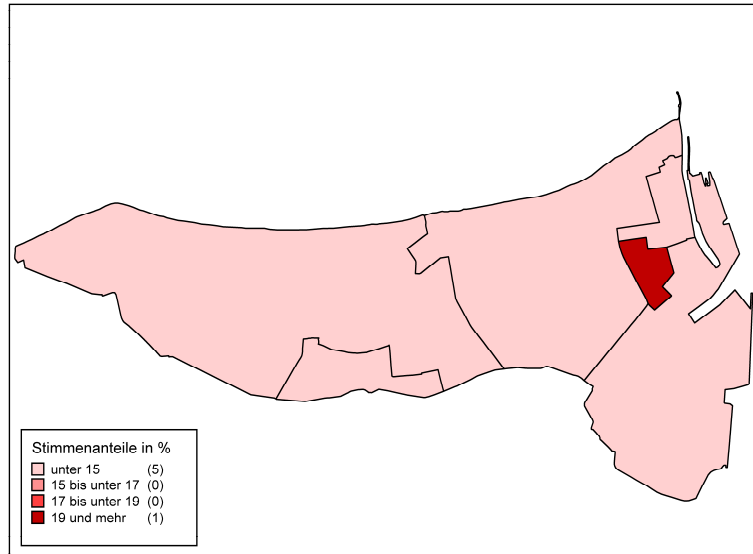 Stimmenanteile in %
unter 15 (5)
15 bis unter 17 (0)
17 bis unter 19 (0)
19 und mehr (1)